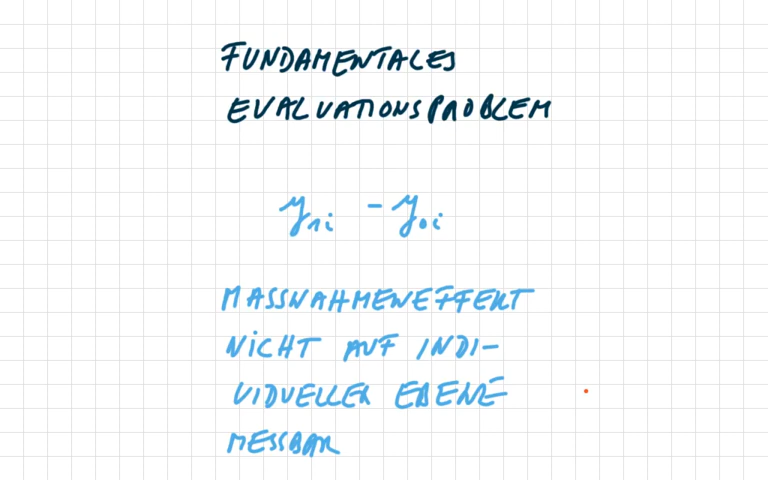 FUNDAMENTALES
EVALUATIONSPROBLEM
y₁ᵢ - y₀ᵢ
MASSNAHMENEFFEKT
NICHT AUF INDI-
VIDUELLER EBENE
MESSBAR